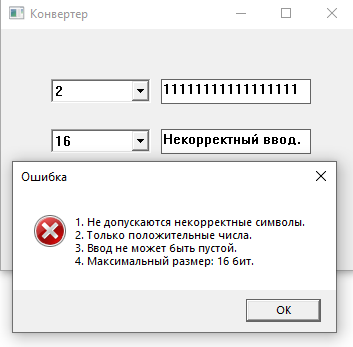 Конвертер
2
11111111111111111
16
Некорректный ввод.
Ошибка
1. Не допускаются некорректные символы.
2. Только положительные числа.
3. Ввод не может быть пустой.
4. Максимальный размер: 16 бит.
OK